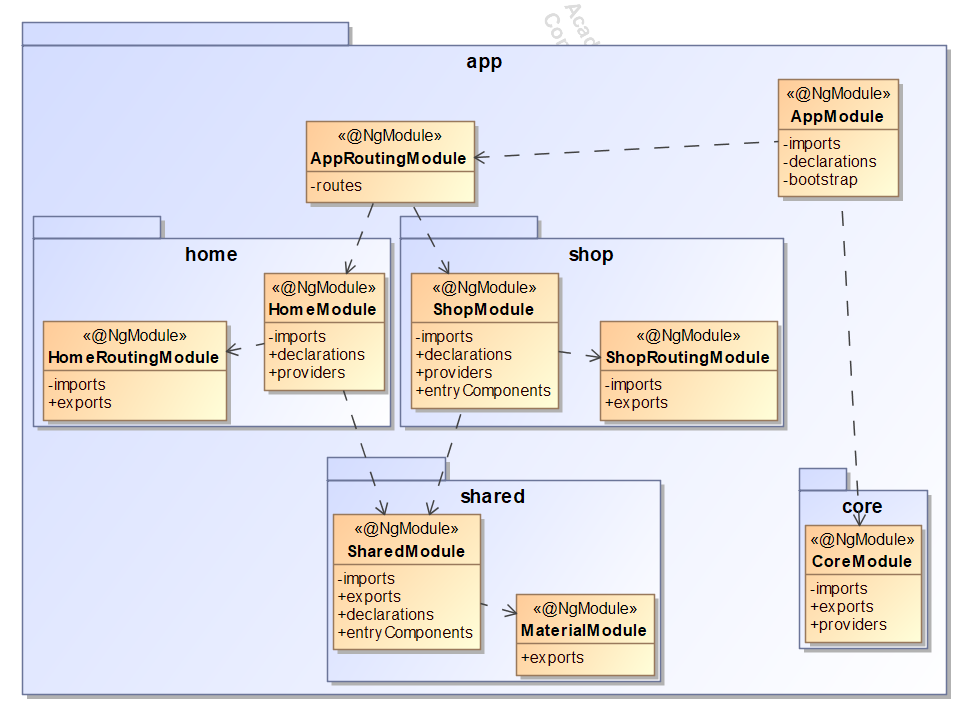 app
«@NgModule»
AppModule
-imports
-declarations
-bootstrap
«@NgModule»
AppRoutingModule
-routes
home
«@NgModule»
HomeModule
-imports
+declarations
+providers
«@NgModule»
HomeRoutingModule
-imports
+exports
shop
«@NgModule»
ShopModule
-imports
+declarations
+providers
+entryComponents
«@NgModule»
ShopRoutingModule
-imports
+exports
shared
«@NgModule»
SharedModule
-imports
+exports
+declarations
+entryComponents
«@NgModule»
MaterialModule
+exports
core
«@NgModule»
CoreModule
-imports
+exports
+providers